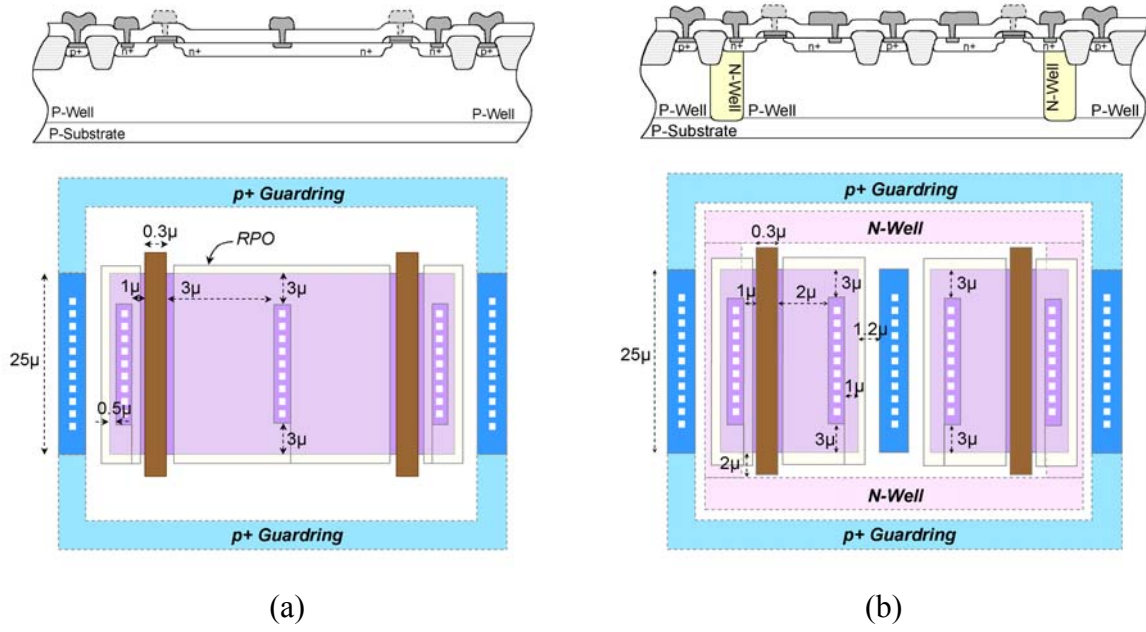 p+ n+ n+ n+ n+ p+
P-Well P-Well
P-Substrate
p+ Guardring
0.3μ RPO
1μ 3μ 3μ
25μ
0.5μ
3μ
p+ Guardring
(a)
p+ n+ n+ n+ n+ p+
N-Well N-Well
P-Well P-Well P-Well
P-Substrate
p+ Guardring
N-Well
0.3μ
3μ 3μ
1μ 2μ
1.2μ
25μ
1μ
3μ 3μ
2μ
N-Well
p+ Guardring
(b)